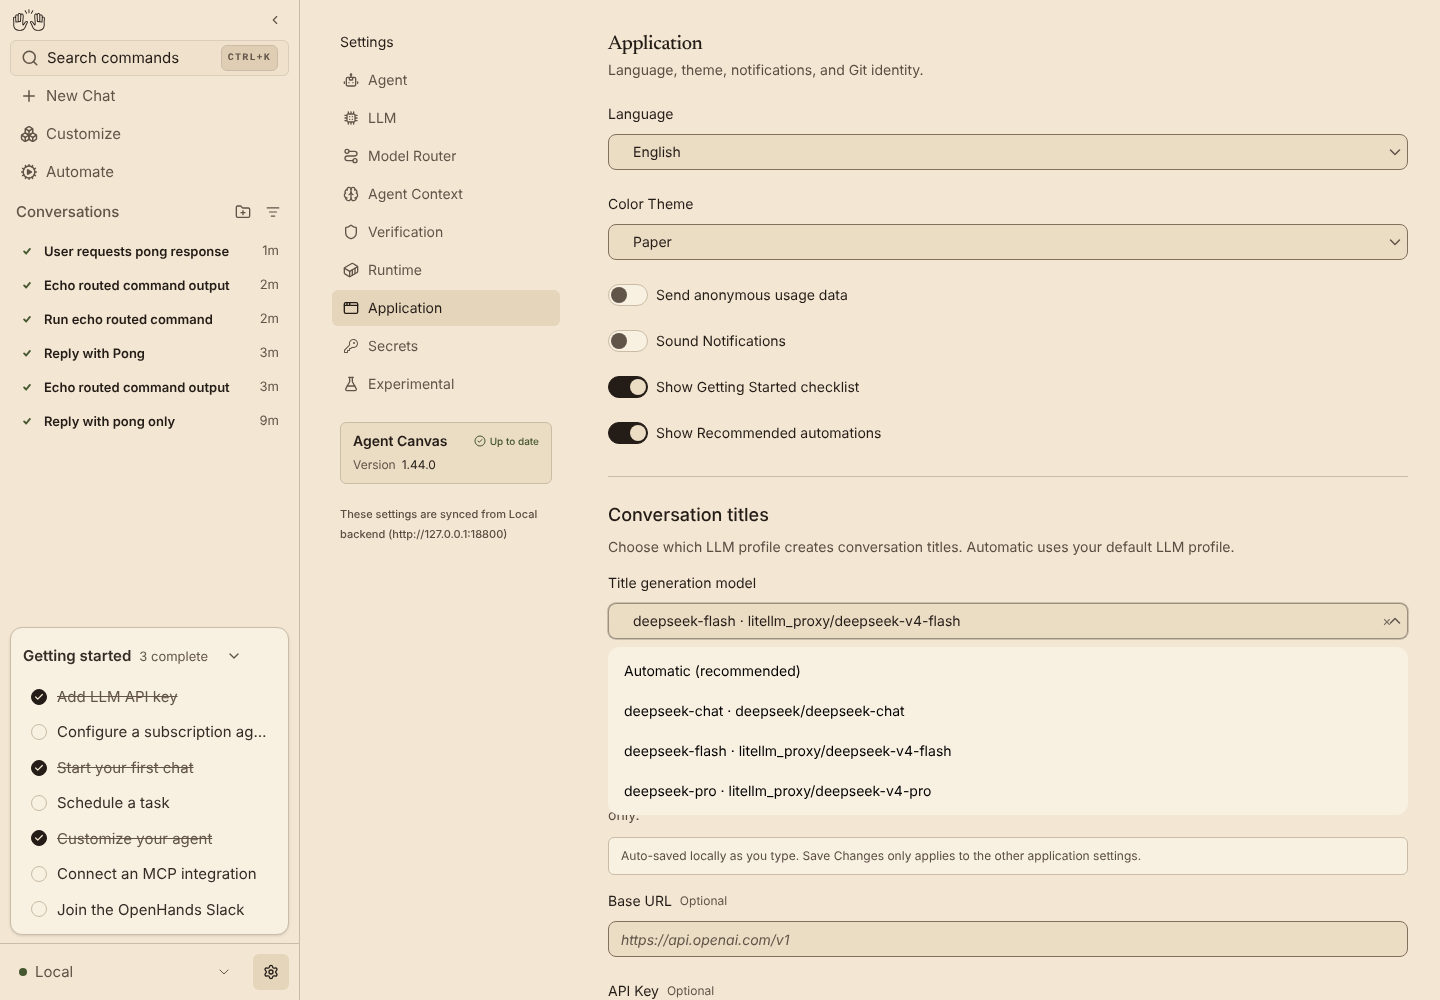 Search commands
CTRL+K
New Chat
Customize
Automate
Conversations
User requests pong response 1m
Echo routed command output 2m
Run echo routed command 2m
Reply with Pong 3m
Echo routed command output 3m
Reply with pong only 9m
Getting started 3 complete
Add LLM API key
Configure a subscription ag...
Start your first chat
Schedule a task
Customize your agent
Connect an MCP integration
Join the OpenHands Slack
Local
Settings
Agent
LLM
Model Router
Agent Context
Verification
Runtime
Application
Secrets
Experimental
Agent Canvas Up to date
Version 1.44.0
These settings are synced from Local
backend (http://127.0.0.1:18800)
Application
Language, theme, notifications, and Git identity.
Language
English
Color Theme
Paper
Send anonymous usage data
Sound Notifications
Show Getting Started checklist
Show Recommended automations
Conversation titles
Choose which LLM profile creates conversation titles. Automatic uses your default LLM profile.
Title generation model
deepseek-flash · litellm_proxy/deepseek-v4-flash
Automatic (recommended)
deepseek-chat · deepseek/deepseek-chat
deepseek-flash · litellm_proxy/deepseek-v4-flash
deepseek-pro · litellm_proxy/deepseek-v4-pro
only.
Auto-saved locally as you type. Save Changes only applies to the other application settings.
Base URL Optional
https://api.openai.com/v1
API Key Optional